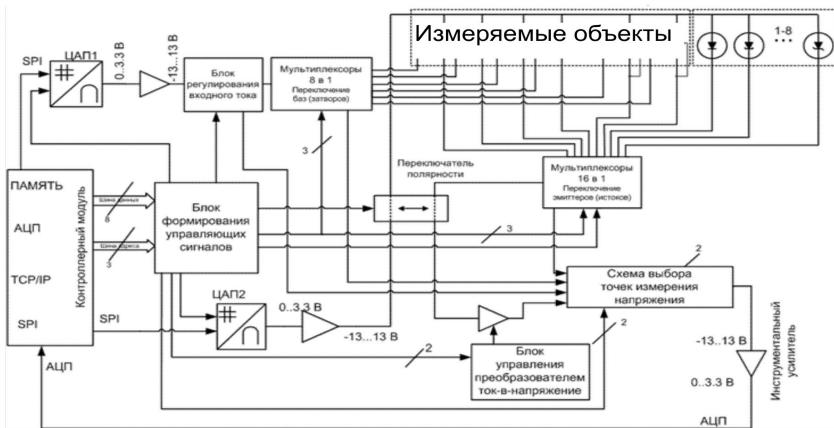 Измеряемые объекты
1-8
ЦАП1
SPI
0..3.3 В
-13...13 В
Блок
регулирования
входного тока
Мультиплексоры
8 в 1
Переключение
баз (затворов)
3
Переключатель
полярности
Мультиплексоры
16 в 1
Переключение
эмиттеров (истоков)
ПАМЯТЬ
АЦП
TCP/IP
SPI
Контроллерный модуль
Шина данных
8
Шина адреса
3
Блок
формирования
управляющих
сигналов
3
2
Схема выбора
точек измерения
напряжения
ЦАП2
SPI
0..3.3 В
-13...13 В
2
Блок
управления
преобразователем
ток-в-напряжение
2
-13...13 В
0..3.3 В
Инструментальный
усилитель
АЦП
АЦП